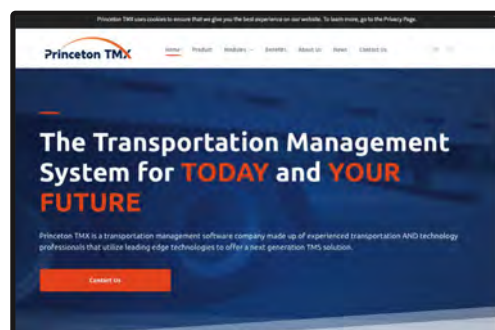 Princeton TMX uses cookies to ensure that we give you the best experience on our website. To learn more, go to the Privacy Page.
Princeton TMX
Home Product Modules Benefits About Us News Contact Us
The Transportation Management
System for TODAY and YOUR
FUTURE
Princeton TMX is a transportation management software company made up of experienced transportation AND technology
professionals that utilize leading edge technologies to offer a next generation TMS solution.
Contact Us